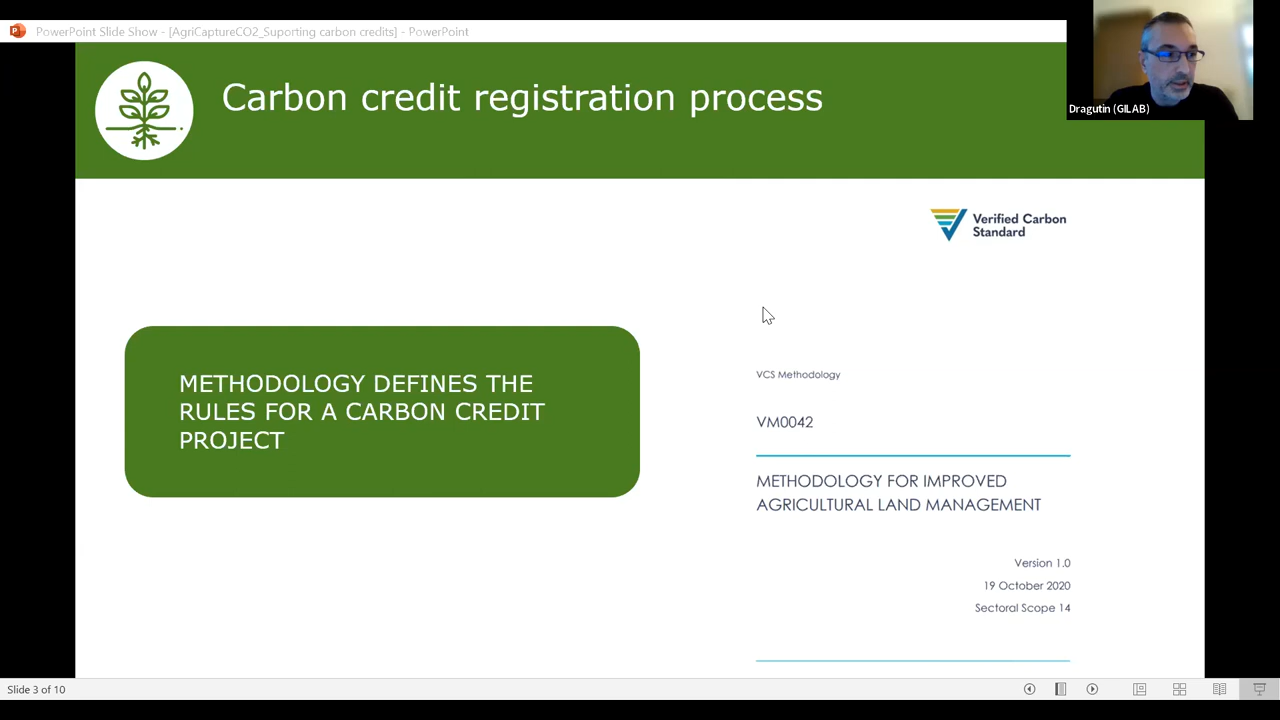 PowerPoint Slide Show - [AgriCaptureCO2_Suporting carbon credits] - PowerPoint
Carbon credit registration process
Dragutin (GILAB)
Verified Carbon
Standard
METHODOLOGY DEFINES THE
RULES FOR A CARBON CREDIT
PROJECT
VCS Methodology
VM0042
METHODOLOGY FOR IMPROVED
AGRICULTURAL LAND MANAGEMENT
Version 1.0
19 October 2020
Sectoral Scope 14
Slide 3 of 10